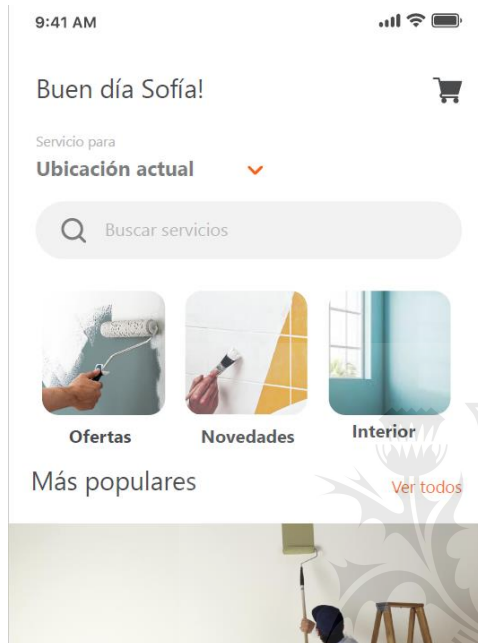 9:41 AM
Buen día Sofía!
Servicio para
Ubicación actual
Buscar servicios
Ofertas Novedades Interior
Más populares
Ver todos